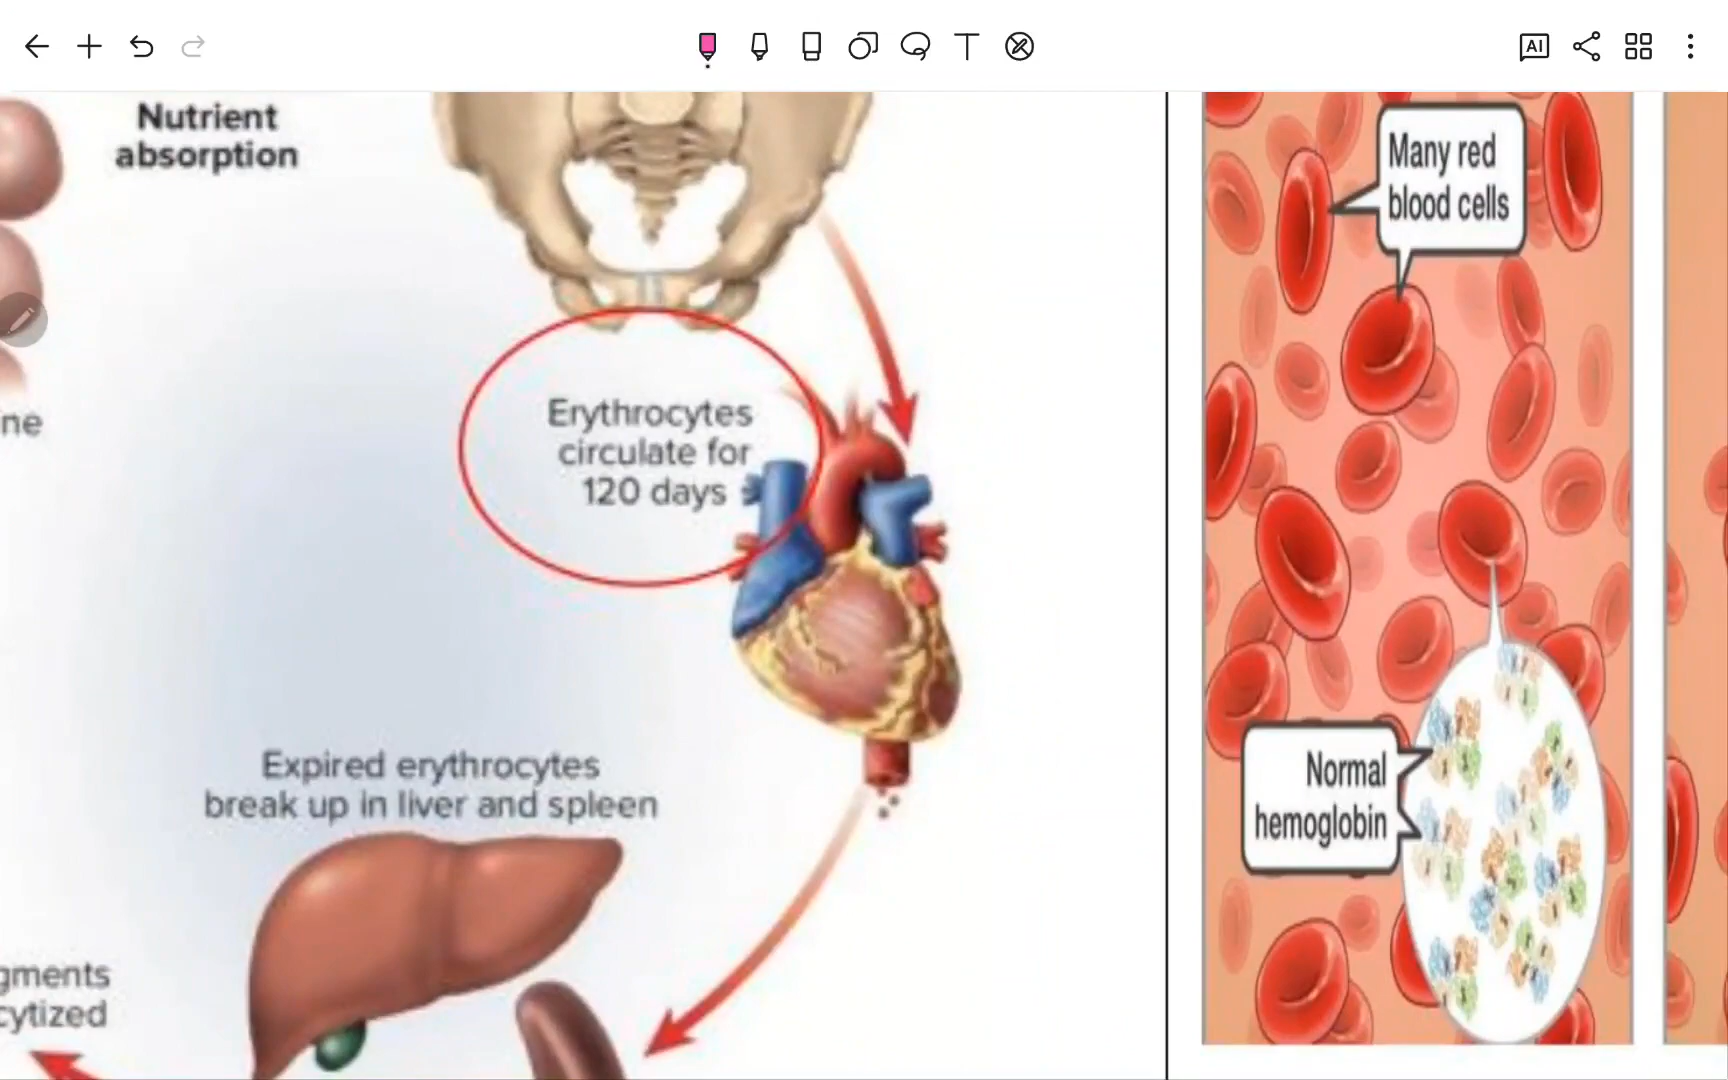 AI
T
Nutrient
absorption
ne
Erythrocytes
circulate for
120 days
Expired erythrocytes
break up in liver and spleen
gments
cytized
Many red
blood cells
Normal
hemoglobin